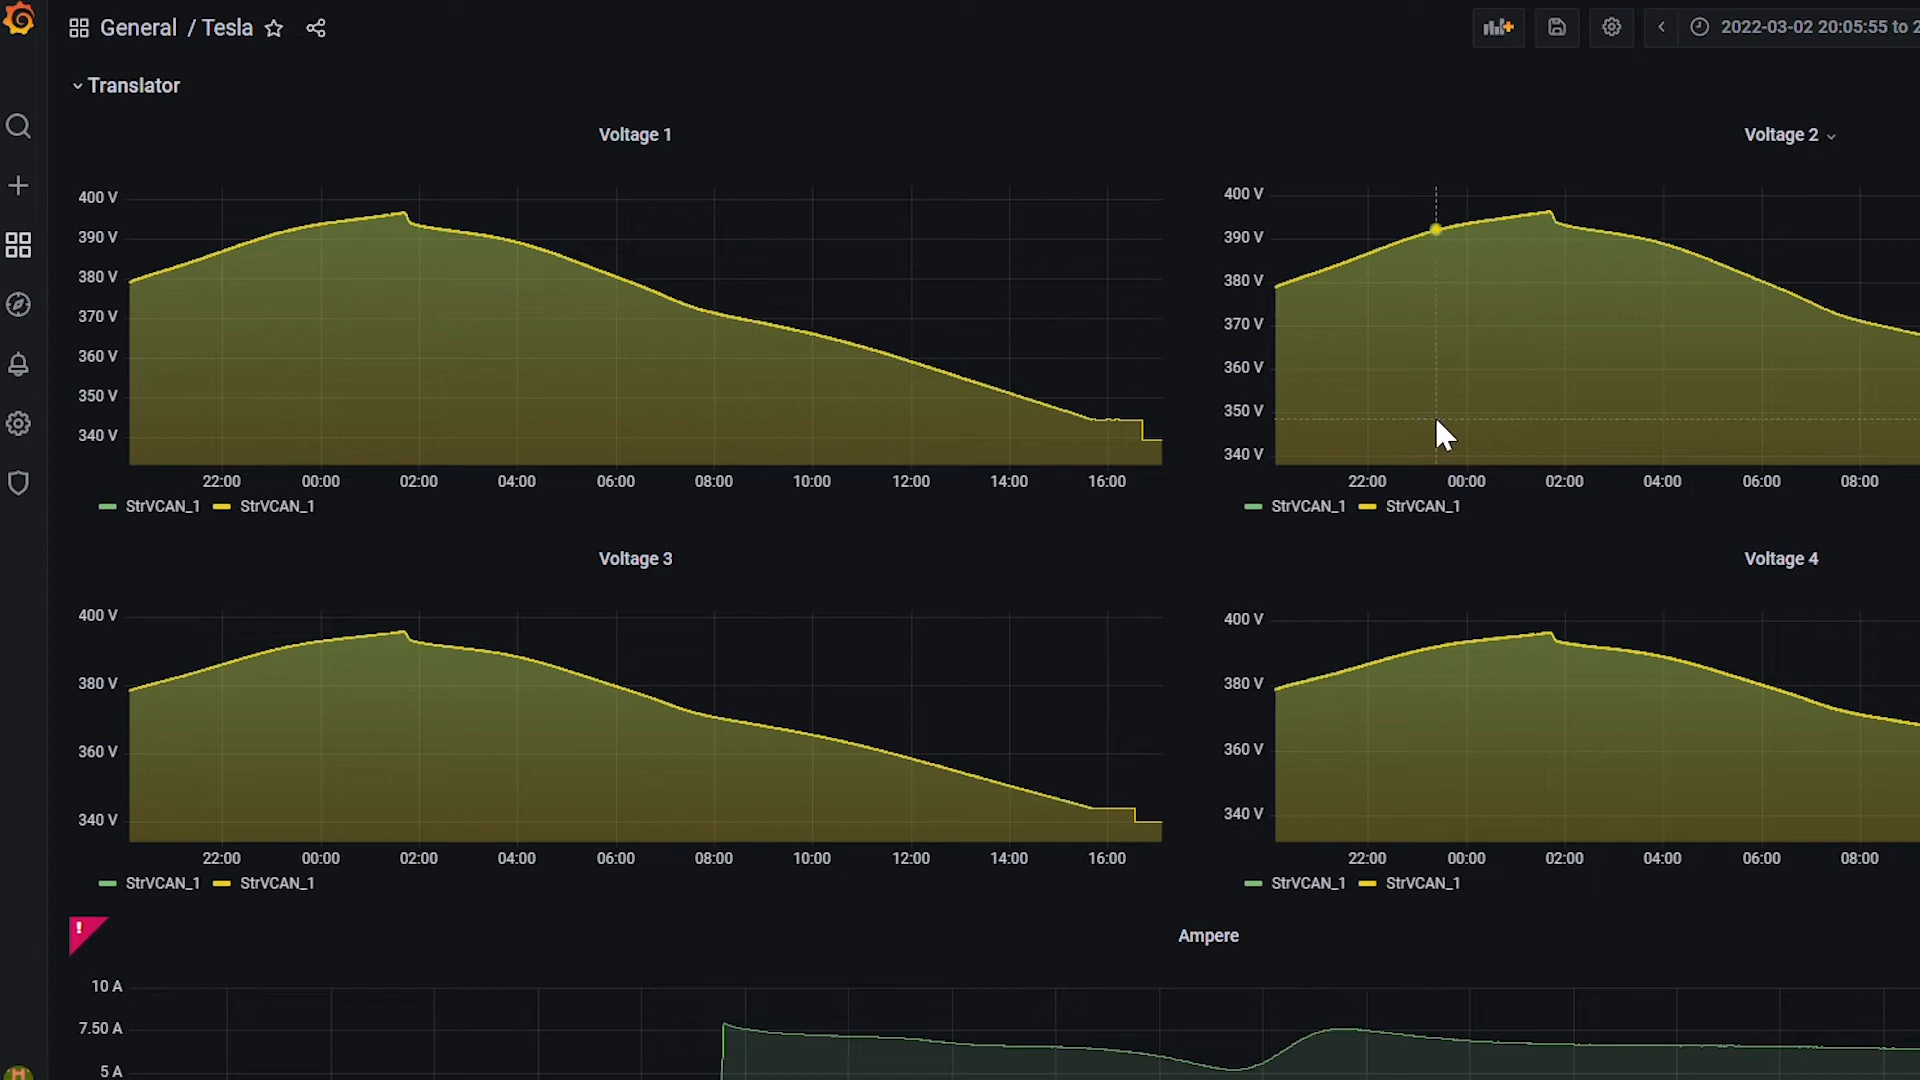 General / Tesla
2022-03-02 20:05:55 to 2
Translator
Voltage 1
400 V
390 V
380 V
370 V
360 V
350 V
340 V
22:00 00:00 02:00 04:00 06:00 08:00 10:00 12:00 14:00 16:00
StrVCAN_1 StrVCAN_1
Voltage 2
400 V
390 V
380 V
370 V
360 V
350 V
340 V
22:00 00:00 02:00 04:00 06:00 08:00
StrVCAN_1 StrVCAN_1
Voltage 3
400 V
380 V
360 V
340 V
22:00 00:00 02:00 04:00 06:00 08:00 10:00 12:00 14:00 16:00
StrVCAN_1 StrVCAN_1
Voltage 4
400 V
380 V
360 V
340 V
22:00 00:00 02:00 04:00 06:00 08:00
StrVCAN_1 StrVCAN_1
!
Ampere
10 A
7.50 A
5 A